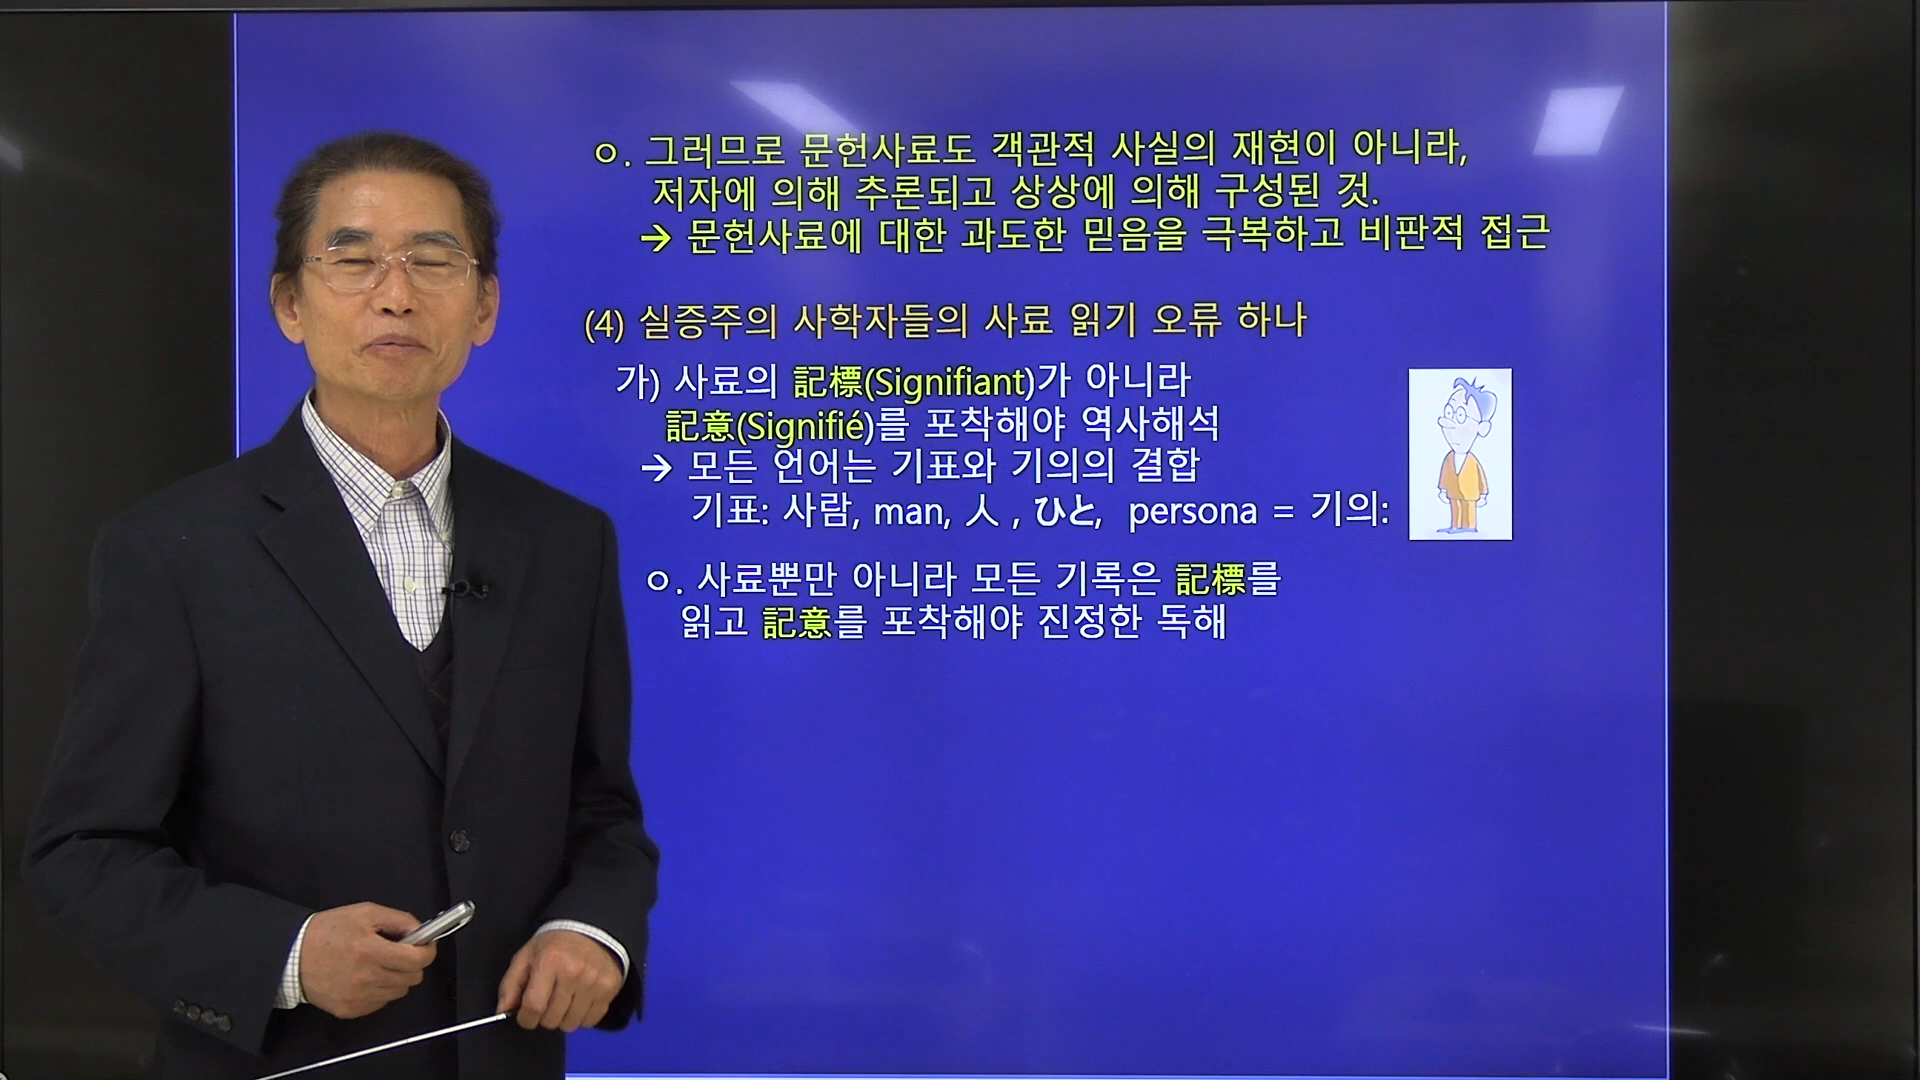 ㅇ. 그러므로 문헌사료도 객관적 사실의 재현이 아니라,
저자에 의해 추론되고 상상에 의해 구성된 것.
→ 문헌사료에 대한 과도한 믿음을 극복하고 비판적 접근
(4) 실증주의 사학자들의 사료 읽기 오류 하나
가) 사료의 記標(Signifiant)가 아니라
記意(Signifié)를 포착해야 역사해석
→ 모든 언어는 기표와 기의의 결합
기표: 사람, man, 人 , ひと, persona = 기의:
ㅇ. 사료뿐만 아니라 모든 기록은 記標를
읽고 記意를 포착해야 진정한 독해